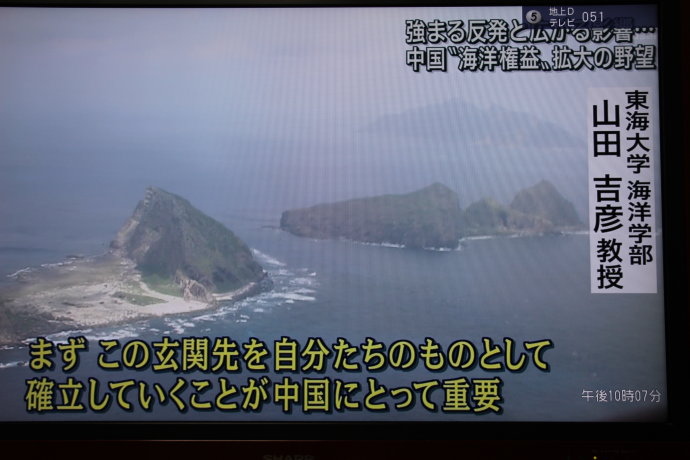 5 地上D
テレビ 051
強まる反発と広がる影響…
中国〝海洋権益〟拡大の野望
東海大学 海洋学部
山田 吉彦 教授
まず この玄関先を自分たちのものとして
確立していくことが中国にとって重要
午後10時07分
SHARP